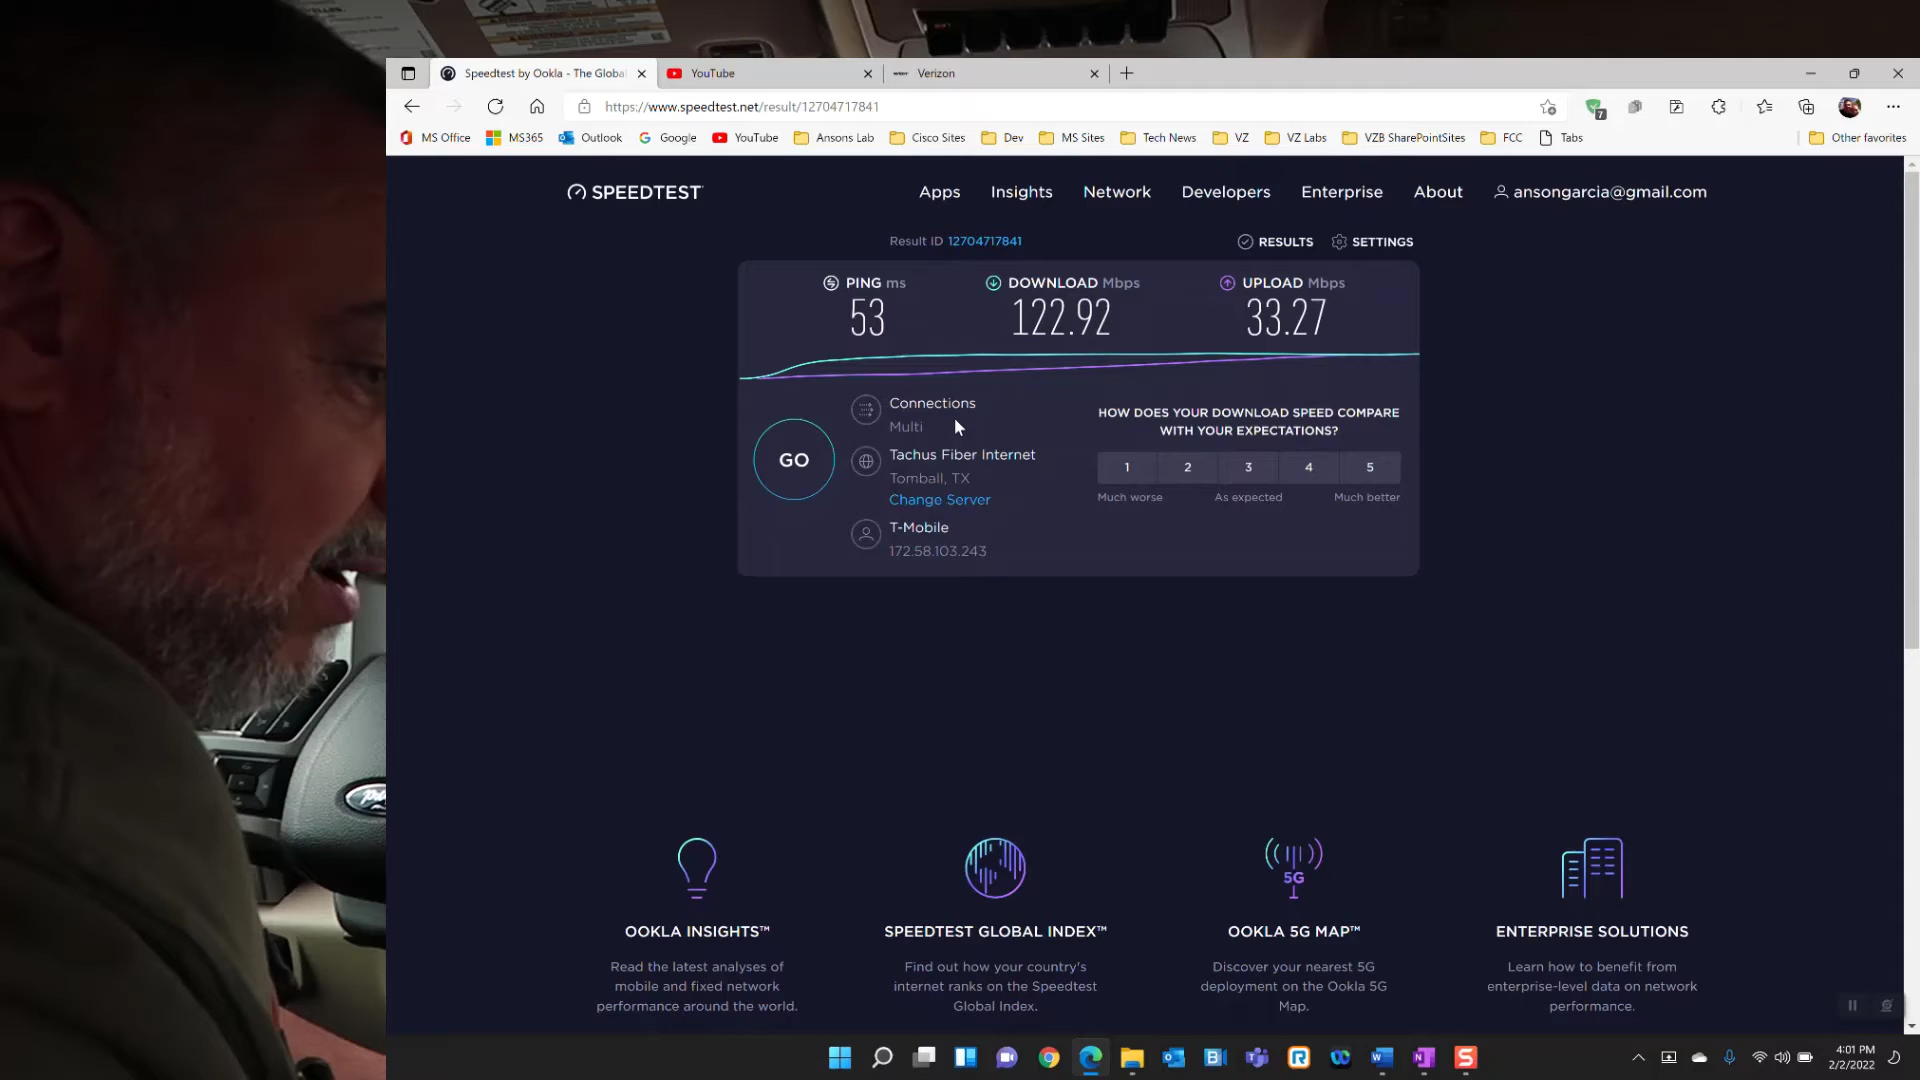 Speedtest by Ookla - The Global
YouTube
Verizon
https://www.speedtest.net/result/12704717841
7
MS Office
MS365
Outlook
Google
YouTube
Ansons Lab
Cisco Sites
Dev
MS Sites
Tech News
VZ
VZ Labs
VZB SharePointSites
FCC
Tabs
Other favorites
SPEEDTEST
Apps
Insights
Network
Developers
Enterprise
About
ansongarcia@gmail.com
Result ID 12704717841
RESULTS
SETTINGS
PING ms
53
DOWNLOAD Mbps
122.92
UPLOAD Mbps
33.27
GO
Connections
Multi
Tachus Fiber Internet
Tomball, TX
Change Server
T-Mobile
172.58.103.243
HOW DOES YOUR DOWNLOAD SPEED COMPARE
WITH YOUR EXPECTATIONS?
1 2 3 4 5
Much worse
As expected
Much better
OOKLA INSIGHTS™
Read the latest analyses of
mobile and fixed network
performance around the world.
SPEEDTEST GLOBAL INDEX™
Find out how your country's
internet ranks on the Speedtest
Global Index.
5G
OOKLA 5G MAP™
Discover your nearest 5G
deployment on the Ookla 5G
Map.
ENTERPRISE SOLUTIONS
Learn how to benefit from
enterprise-level data on network
performance.
4:01 PM
2/2/2022